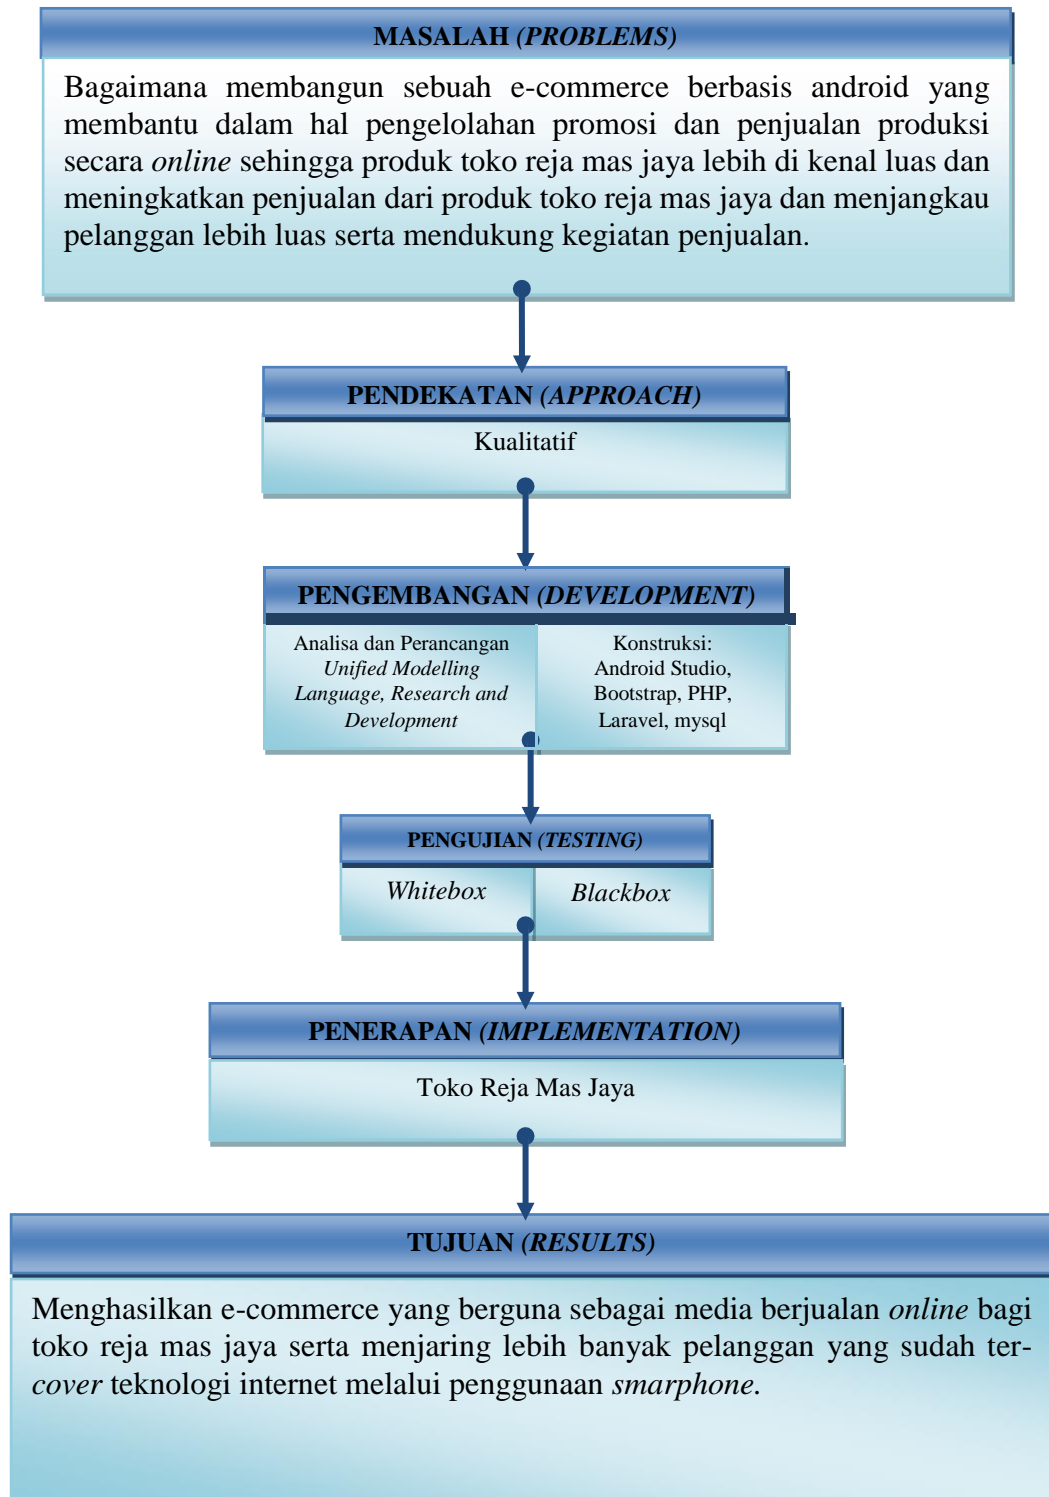 MASALAH (PROBLEMS)
Bagaimana membangun sebuah e-commerce berbasis android yang
membantu dalam hal pengelolahan promosi dan penjualan produksi
secara online sehingga produk toko reja mas jaya lebih di kenal luas dan
meningkatkan penjualan dari produk toko reja mas jaya dan menjangkau
pelanggan lebih luas serta mendukung kegiatan penjualan.
PENDEKATAN (APPROACH)
Kualitatif
PENGEMBANGAN (DEVELOPMENT)
Analisa dan Perancangan
Unified Modelling
Language, Research and
Development
Konstruksi:
Android Studio,
Bootstrap, PHP,
Laravel, mysql
PENGUJIAN (TESTING)
Whitebox
Blackbox
PENERAPAN (IMPLEMENTATION)
Toko Reja Mas Jaya
TUJUAN (RESULTS)
Menghasilkan e-commerce yang berguna sebagai media berjualan online bagi
toko reja mas jaya serta menjaring lebih banyak pelanggan yang sudah ter-
cover teknologi internet melalui penggunaan smarphone.